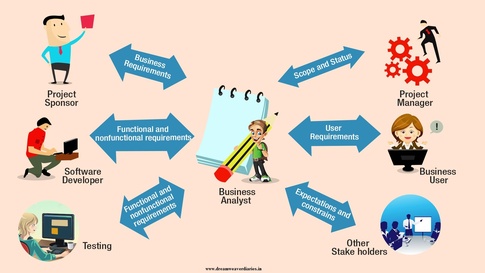 Business
Requirements
Scope and Status
Project
Sponsor
Project
Manager
Functional and
nonfunctional requirements
User
Requirements
!
Software
Developer
Business
Analyst
Business
User
Functional and
nonfunctional
requirements
Expectations and
constrains
Testing
Other
Stake holders
www.dreamweaverdiaries.in